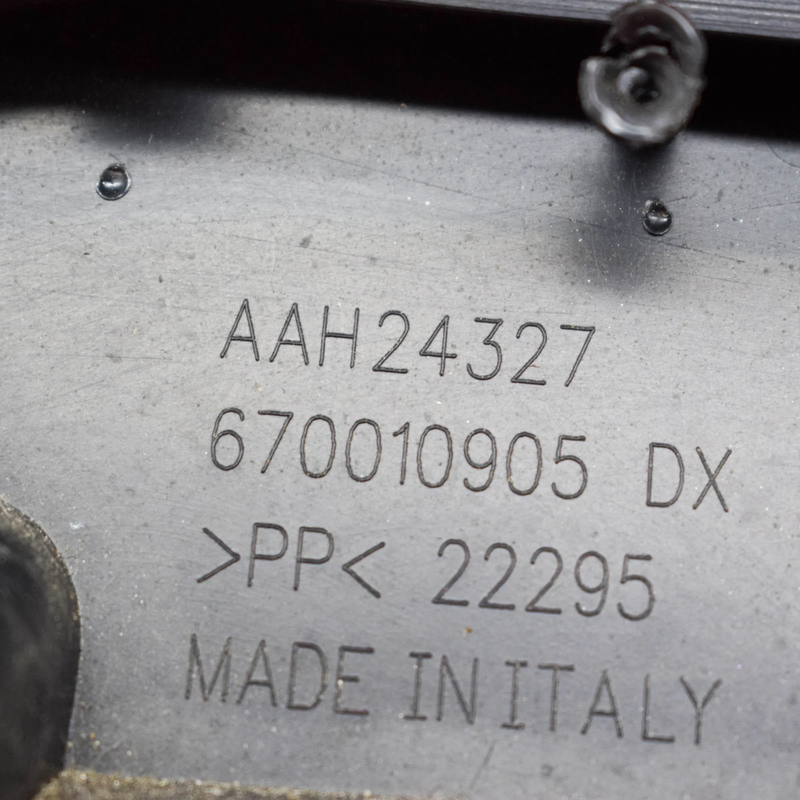 AAH24327
670010905 DX
>PP< 22295
MADE IN ITALY